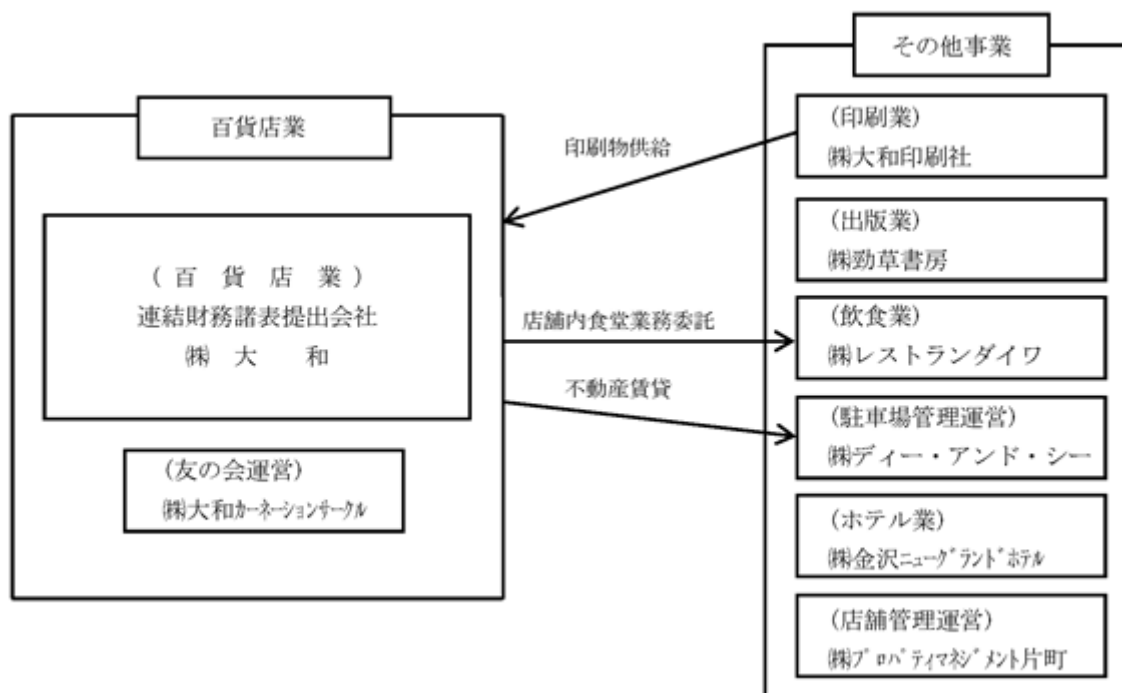 百貨店業
(百貨店業)
連結財務諸表提出会社
㈱大和
(友の会運営)
㈱大和ｶｰﾈｰｼｮﾝｻｰｸﾙ
印刷物供給
店舗内食堂業務委託
不動産賃貸
その他事業
(印刷業)
㈱大和印刷社
(出版業)
㈱勁草書房
(飲食業)
㈱レストランダイワ
(駐車場管理運営)
㈱ディー・アンド・シー
(ホテル業)
㈱金沢ﾆｭｰｸﾞﾗﾝﾄﾞﾎﾃﾙ
(店舗管理運営)
㈱ﾌﾟﾛﾊﾟﾃｨﾏﾈｼﾞﾒﾝﾄ片町